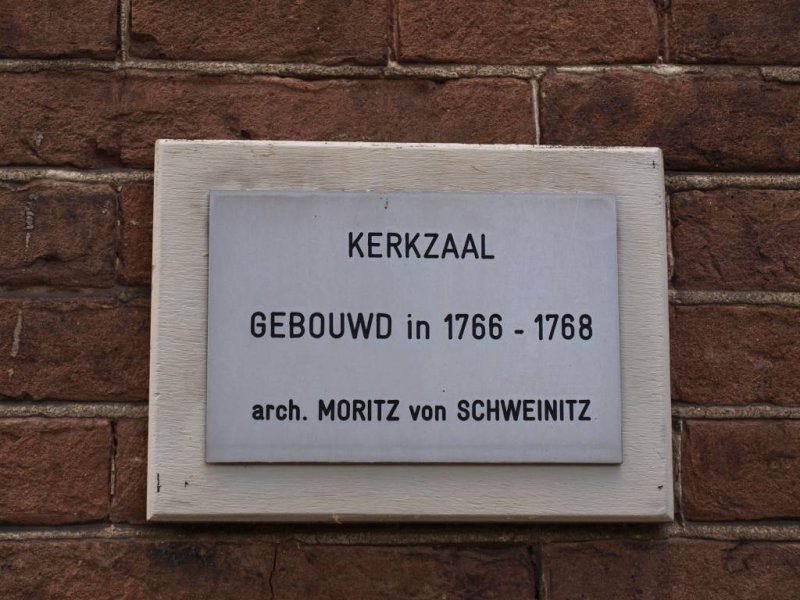 KERKZAAL
GEBOUWD in 1766 - 1768
arch. MORITZ von SCHWEINITZ